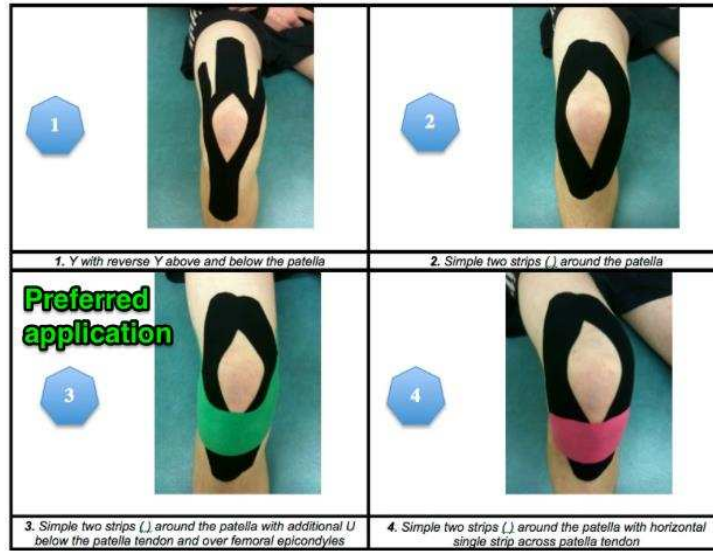 1
1. Y with reverse Y above and below the patella
2
2. Simple two strips ( ) around the patella
Preferred
application
3
3. Simple two strips ( ) around the patella with additional U
below the patella tendon and over femoral epicondyles
4
4. Simple two strips ( ) around the patella with horizontal
single strip across patella tendon